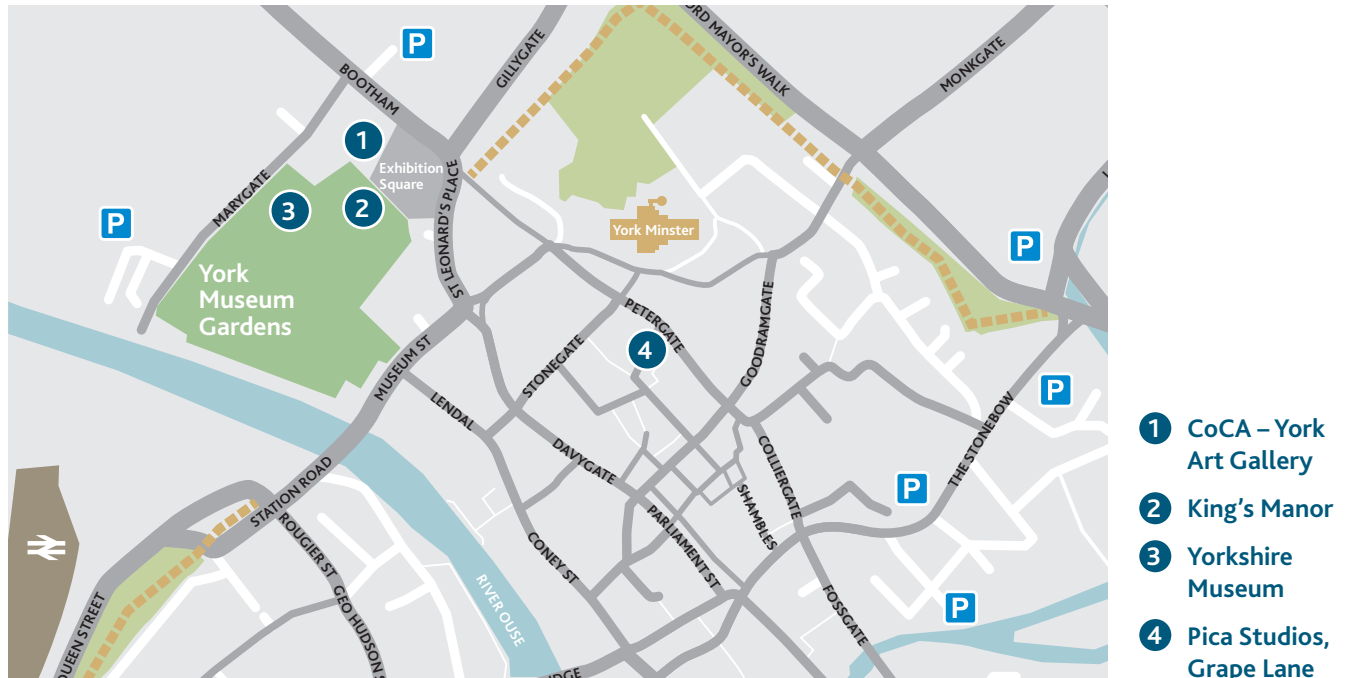 P
BOOTHAM
GILLYGATE
ORD MAYOR'S WALK
MONKGATE
1
Exhibition
Square
ST LEONARD'S PLACE
MARYGATE
3
2
P
York
Museum
Gardens
York Minster
P
PETERGATE
4
GOODRAMGATE
STONEGATE
MUSEUM ST
LENDAL
DAVYGATE
P
COLLIERGATE
THE STONEBOW
SHAMBLES
P
STATION ROAD
ROUGIER ST
GEO HUDSON S
CONEY ST
PARLIAMENT ST
RIVER OUSE
FOSSGATE
P
QUEEN STREET
DGE
1 CoCA – York
Art Gallery
2 King's Manor
3 Yorkshire
Museum
4 Pica Studios,
Grape Lane